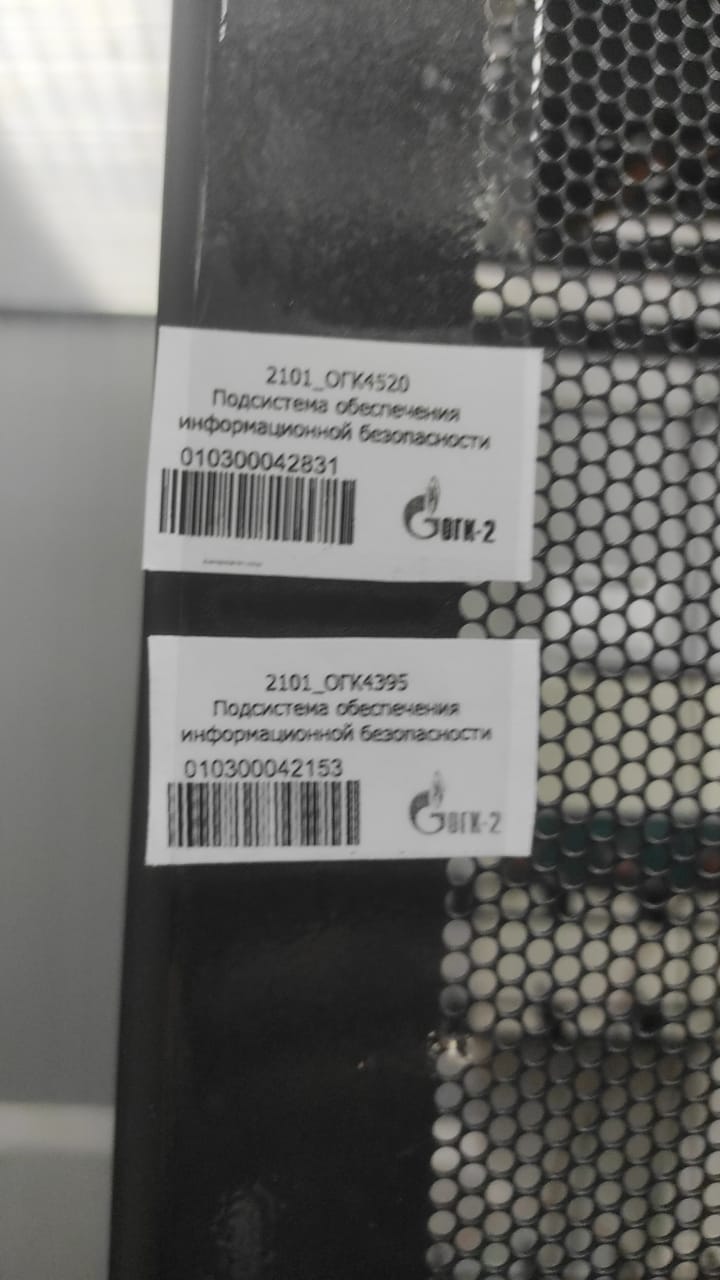 2101_ОГК4520
Подсистема обеспечения
информационной безопасности
010300042831
ОГК-2
2101_ОГК4395
Подсистема обеспечения
информационной безопасности
010300042153
ОГК-2